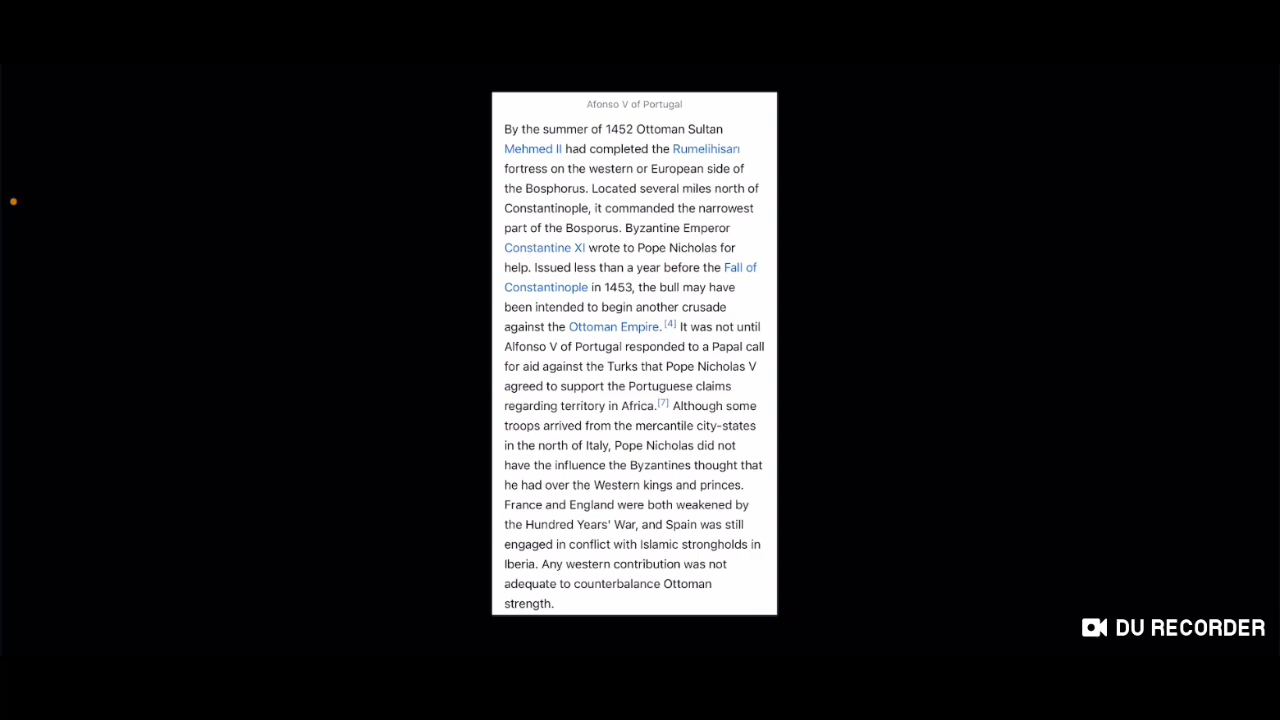 Afonso V of Portugal
By the summer of 1452 Ottoman Sultan
Mehmed II had completed the Rumelihisarı
fortress on the western or European side of
the Bosphorus. Located several miles north of
Constantinople, it commanded the narrowest
part of the Bosporus. Byzantine Emperor
Constantine XI wrote to Pope Nicholas for
help. Issued less than a year before the Fall of
Constantinople in 1453, the bull may have
been intended to begin another crusade
against the Ottoman Empire.[4] It was not until
Alfonso V of Portugal responded to a Papal call
for aid against the Turks that Pope Nicholas V
agreed to support the Portuguese claims
regarding territory in Africa.[7] Although some
troops arrived from the mercantile city-states
in the north of Italy, Pope Nicholas did not
have the influence the Byzantines thought that
he had over the Western kings and princes.
France and England were both weakened by
the Hundred Years' War, and Spain was still
engaged in conflict with Islamic strongholds in
Iberia. Any western contribution was not
adequate to counterbalance Ottoman
strength.
DU RECORDER